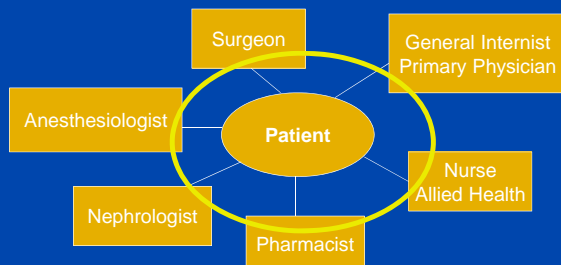 Surgeon
General Internist
Primary Physician
Anesthesiologist
Patient
Nurse
Allied Health
Nephrologist
Pharmacist